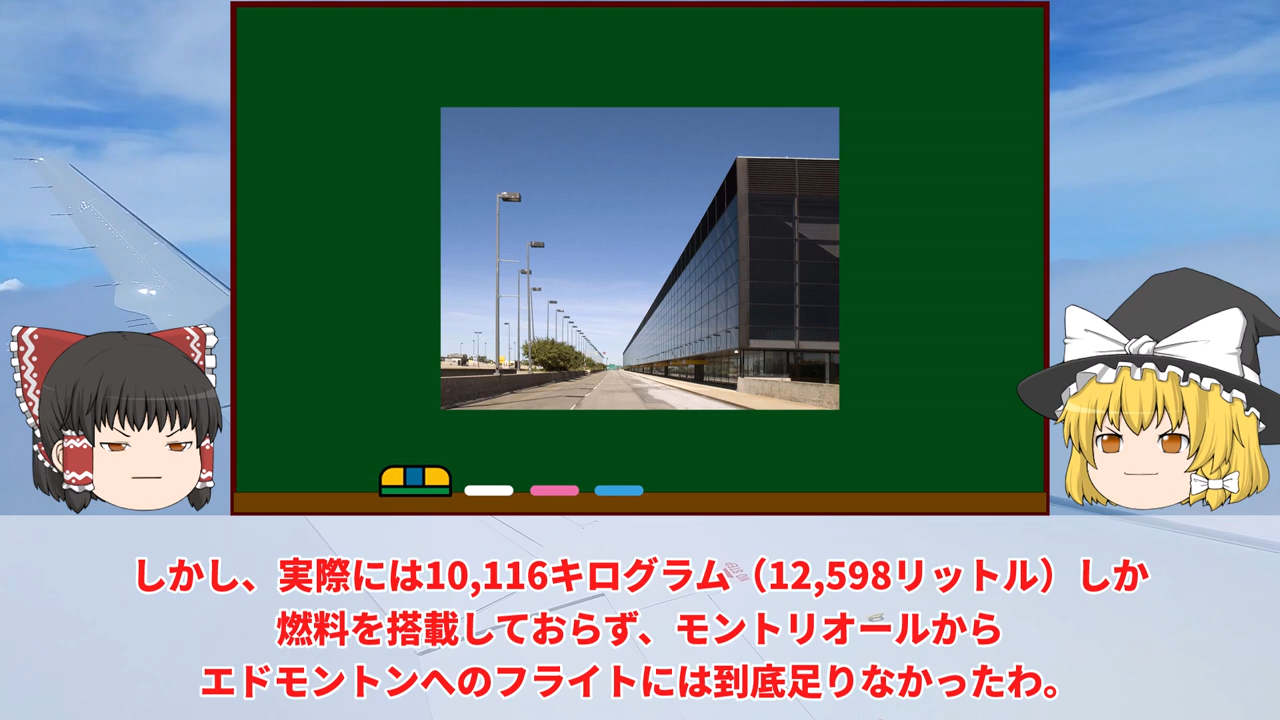 しかし、実際には10,116キログラム（12,598リットル）しか
燃料を搭載しておらず、モントリオールから
エドモントンへのフライトには到底足りなかったわ。